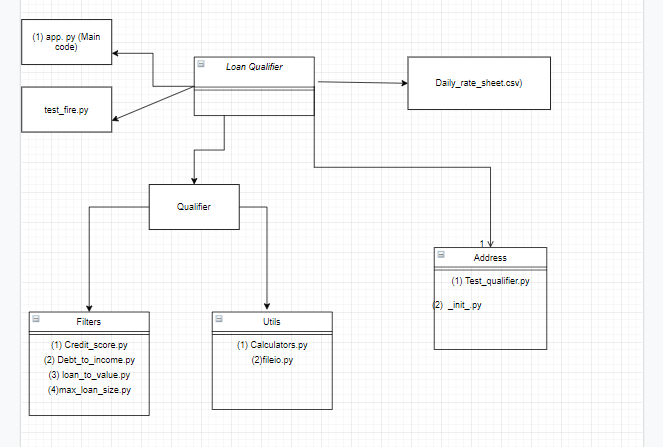 (1) app. py (Main
code)
Loan Qualifier
Daily_rate_sheet.csv)
test_fire.py
Qualifier
1
Address
(1) Test_qualifier.py
(2) _init_.py
Filters
(1) Credit_score.py
(2) Debt_to_income.py
(3) loan_to_value.py
(4)max_loan_size.py
Utils
(1) Calculators.py
(2)fileio.py